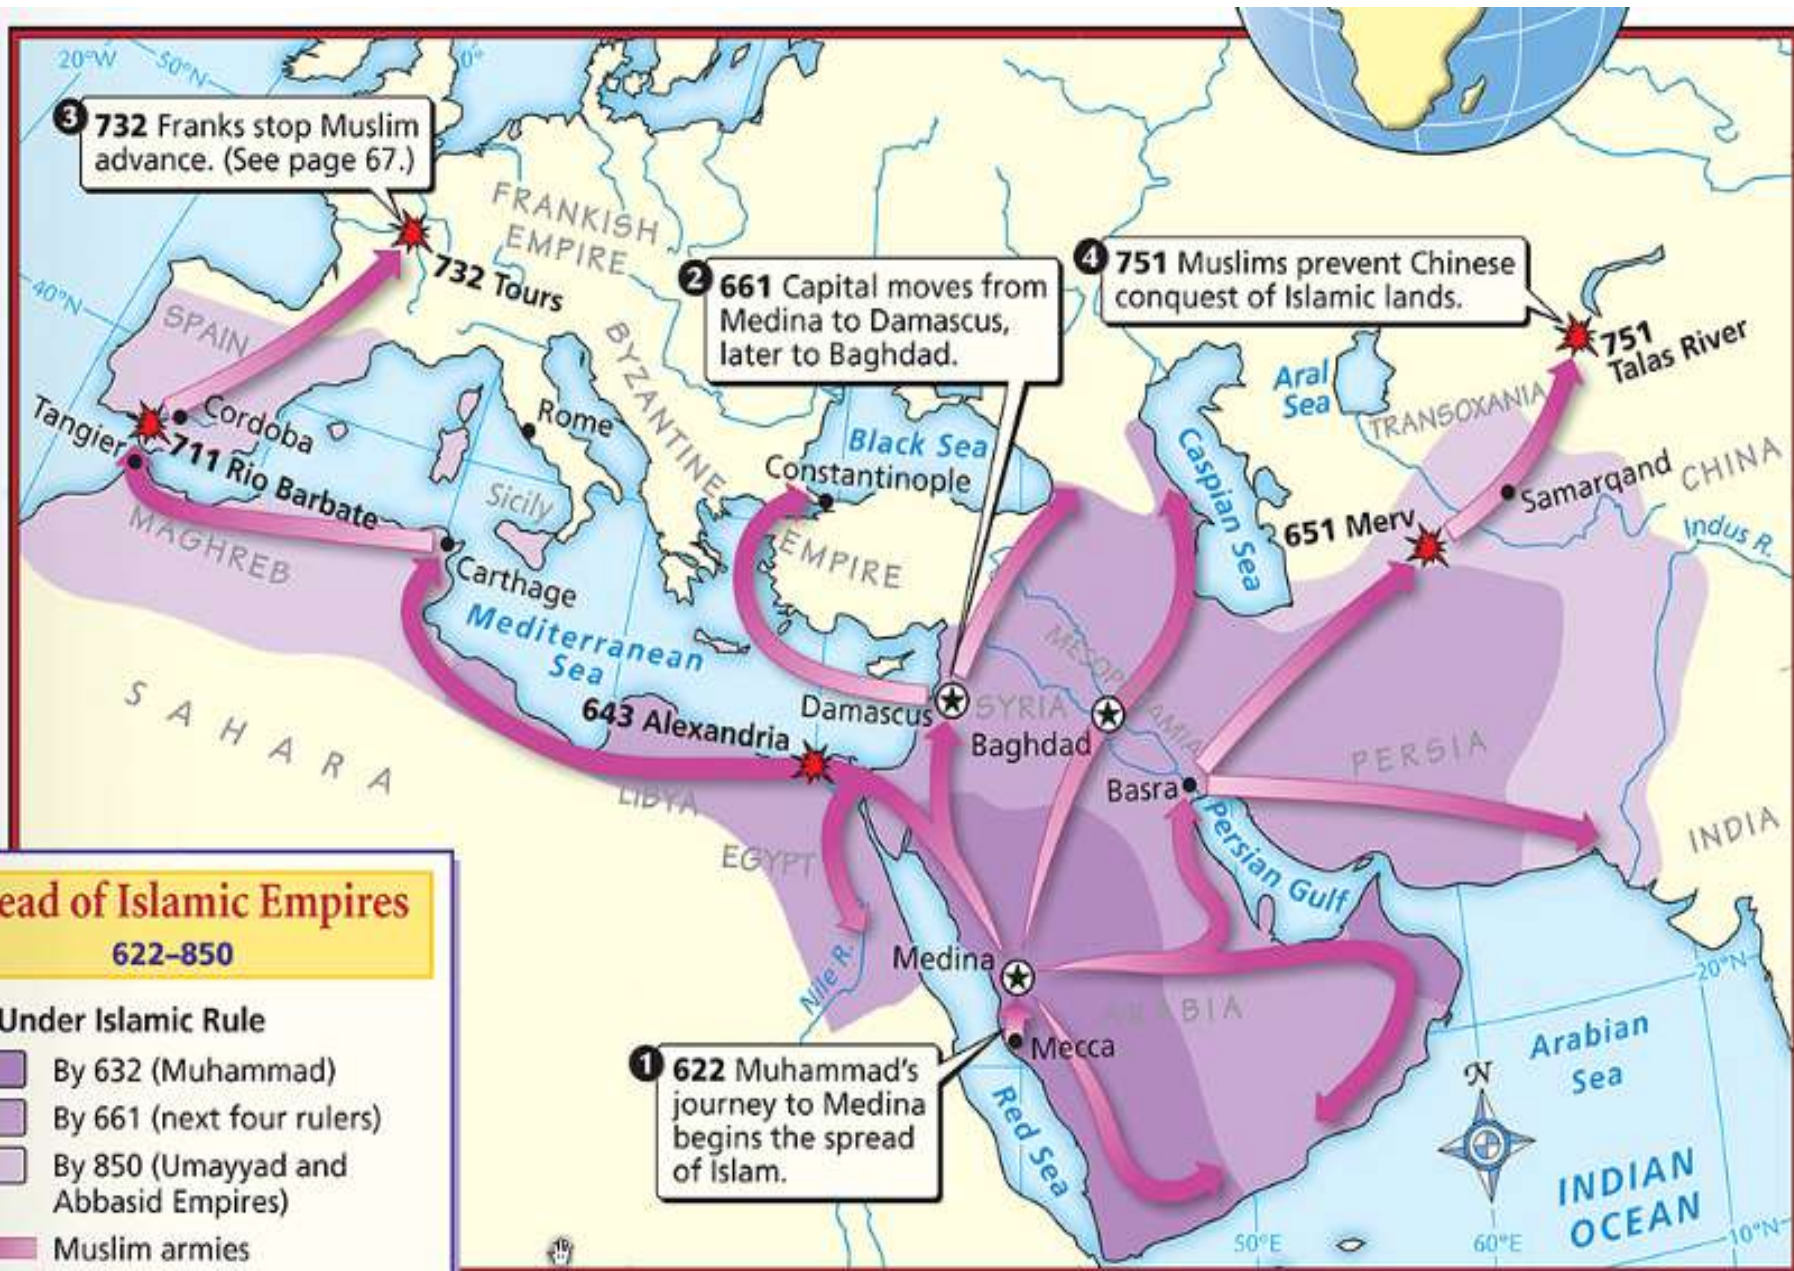 20°W
50°N
0°
3 732 Franks stop Muslim
advance. (See page 67.)
FRANKISH
EMPIRE
732 Tours
40°N
SPAIN
2 661 Capital moves from
Medina to Damascus,
later to Baghdad.
4 751 Muslims prevent Chinese
conquest of Islamic lands.
751
Talas River
Aral
Sea
TRANSOXANIA
CHINA
BYZANTINE
EMPIRE
Tangier
Cordoba
711 Rio Barbate
Rome
Black Sea
Constantinople
Caspian Sea
Samarqand
651 Merv
Indus R.
MAGHREB
Sicily
Carthage
Mediterranean
Sea
SAHARA
643 Alexandria
Damascus
SYRIA
MESOPOTAMIA
Baghdad
Basra
PERSIA
INDIA
LIBYA
EGYPT
Persian Gulf
Nile R.
Medina
ARABIA
Mecca
20°N
Arabian
Sea
1 622 Muhammad's
journey to Medina
begins the spread
of Islam.
Red Sea
N
INDIAN
OCEAN
50°E
60°E
10°N
ead of Islamic Empires
622–850
Under Islamic Rule
By 632 (Muhammad)
By 661 (next four rulers)
By 850 (Umayyad and
Abbasid Empires)
Muslim armies